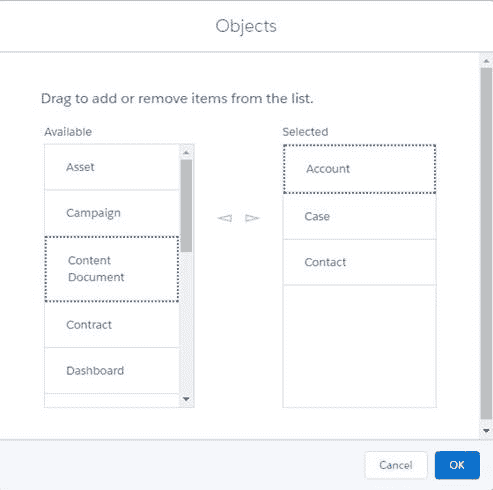 Objects
Drag to add or remove items from the list.
Available
Selected
Asset
Campaign
Content
Document
Contract
Dashboard
Account
Case
Contact
Cancel
OK